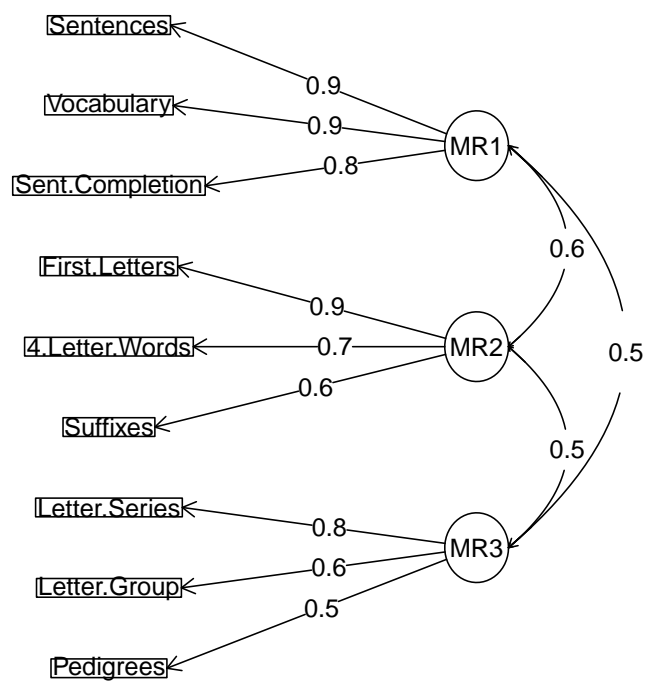 Sentences
0.9
Vocabulary
0.9
MR1
0.8
Sent.Completion
0.6
First.Letters
0.9
4.Letter.Words
0.7
MR2
0.5
0.6
Suffixes
0.5
Letter.Series
0.8
MR3
0.6
Letter.Group
0.5
Pedigrees